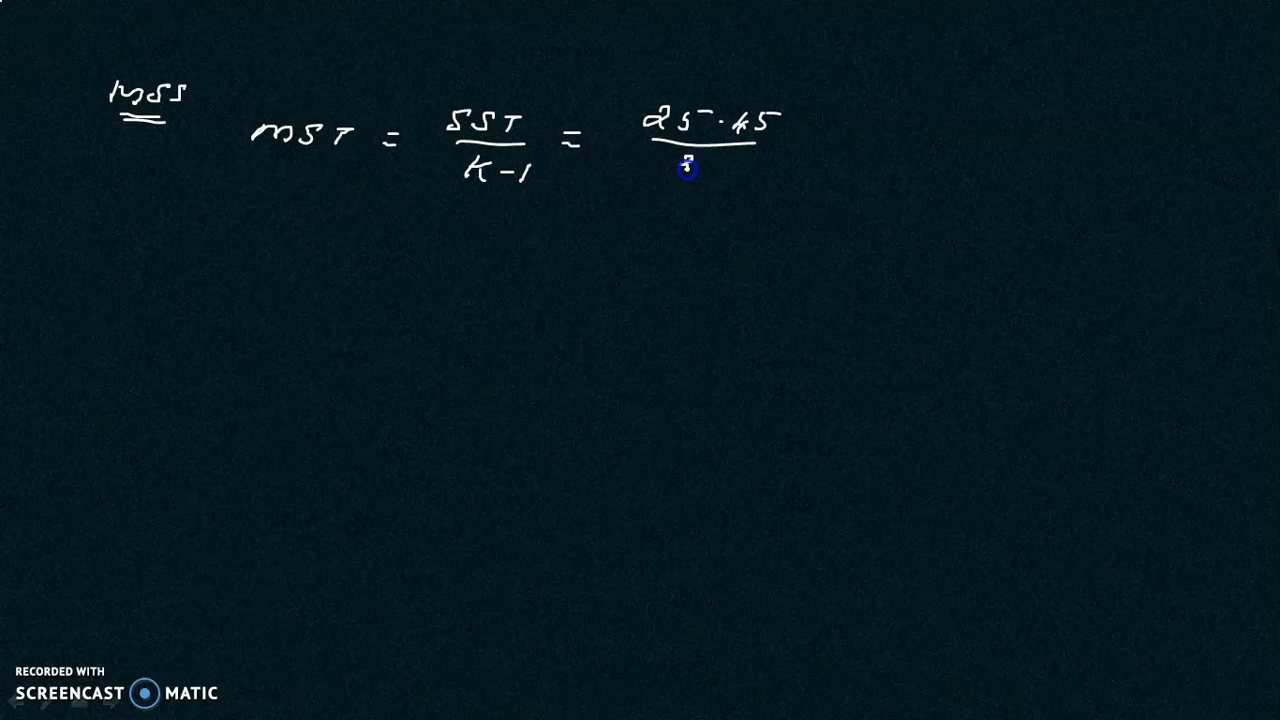 MSS
MST = SST / K-1 = 25.45
RECORDED WITH
SCREENCAST MATIC